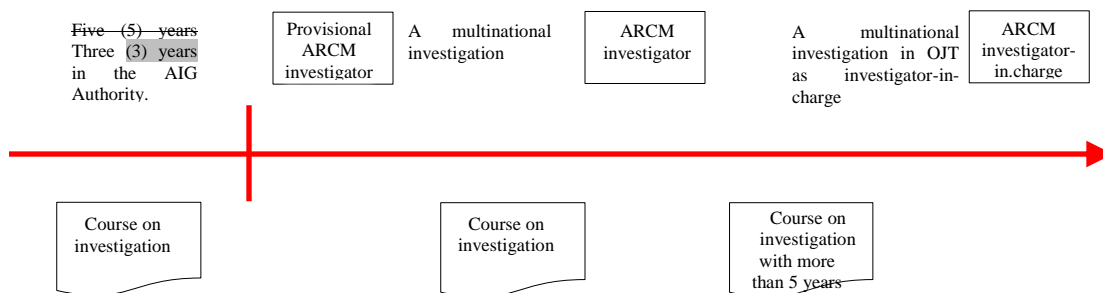 Five (5) years
Three (3) years
in the AIG
Authority.
Provisional
ARCM
investigator
A multinational
investigation
ARCM
investigator
A multinational
investigation in OJT
as investigator-in-
charge
ARCM
investigator-
in.charge
Course on
investigation
Course on
investigation
Course on
investigation
with more
than 5 years